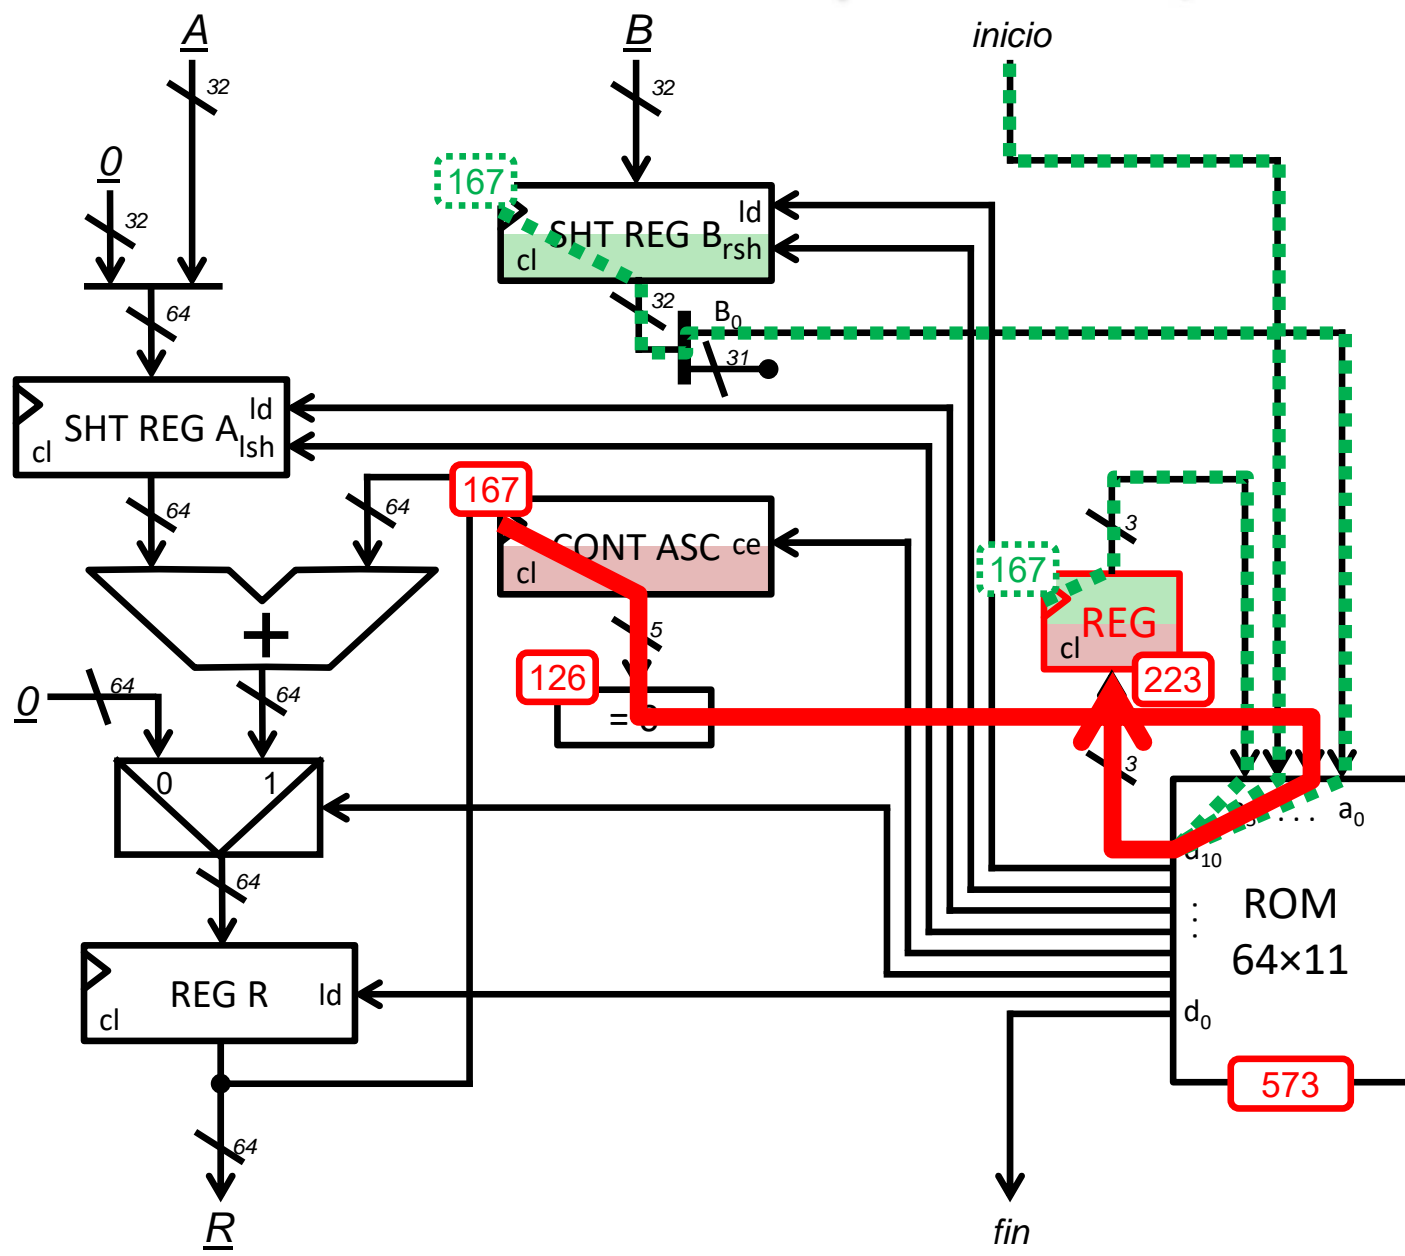 A
B
inicio
32
32
0
167
32
ld
SHT REG B
rsh
cl
64
32
B0
31
ld
SHT REG A
lsh
cl
167
64
64
3
CONT ASC
ce
cl
167
REG
cl
5
126
223
0
64
64
= 0
3
0
1
... a0
d10
64
ROM
64×11
REG R
ld
cl
d0
573
64
R
fin